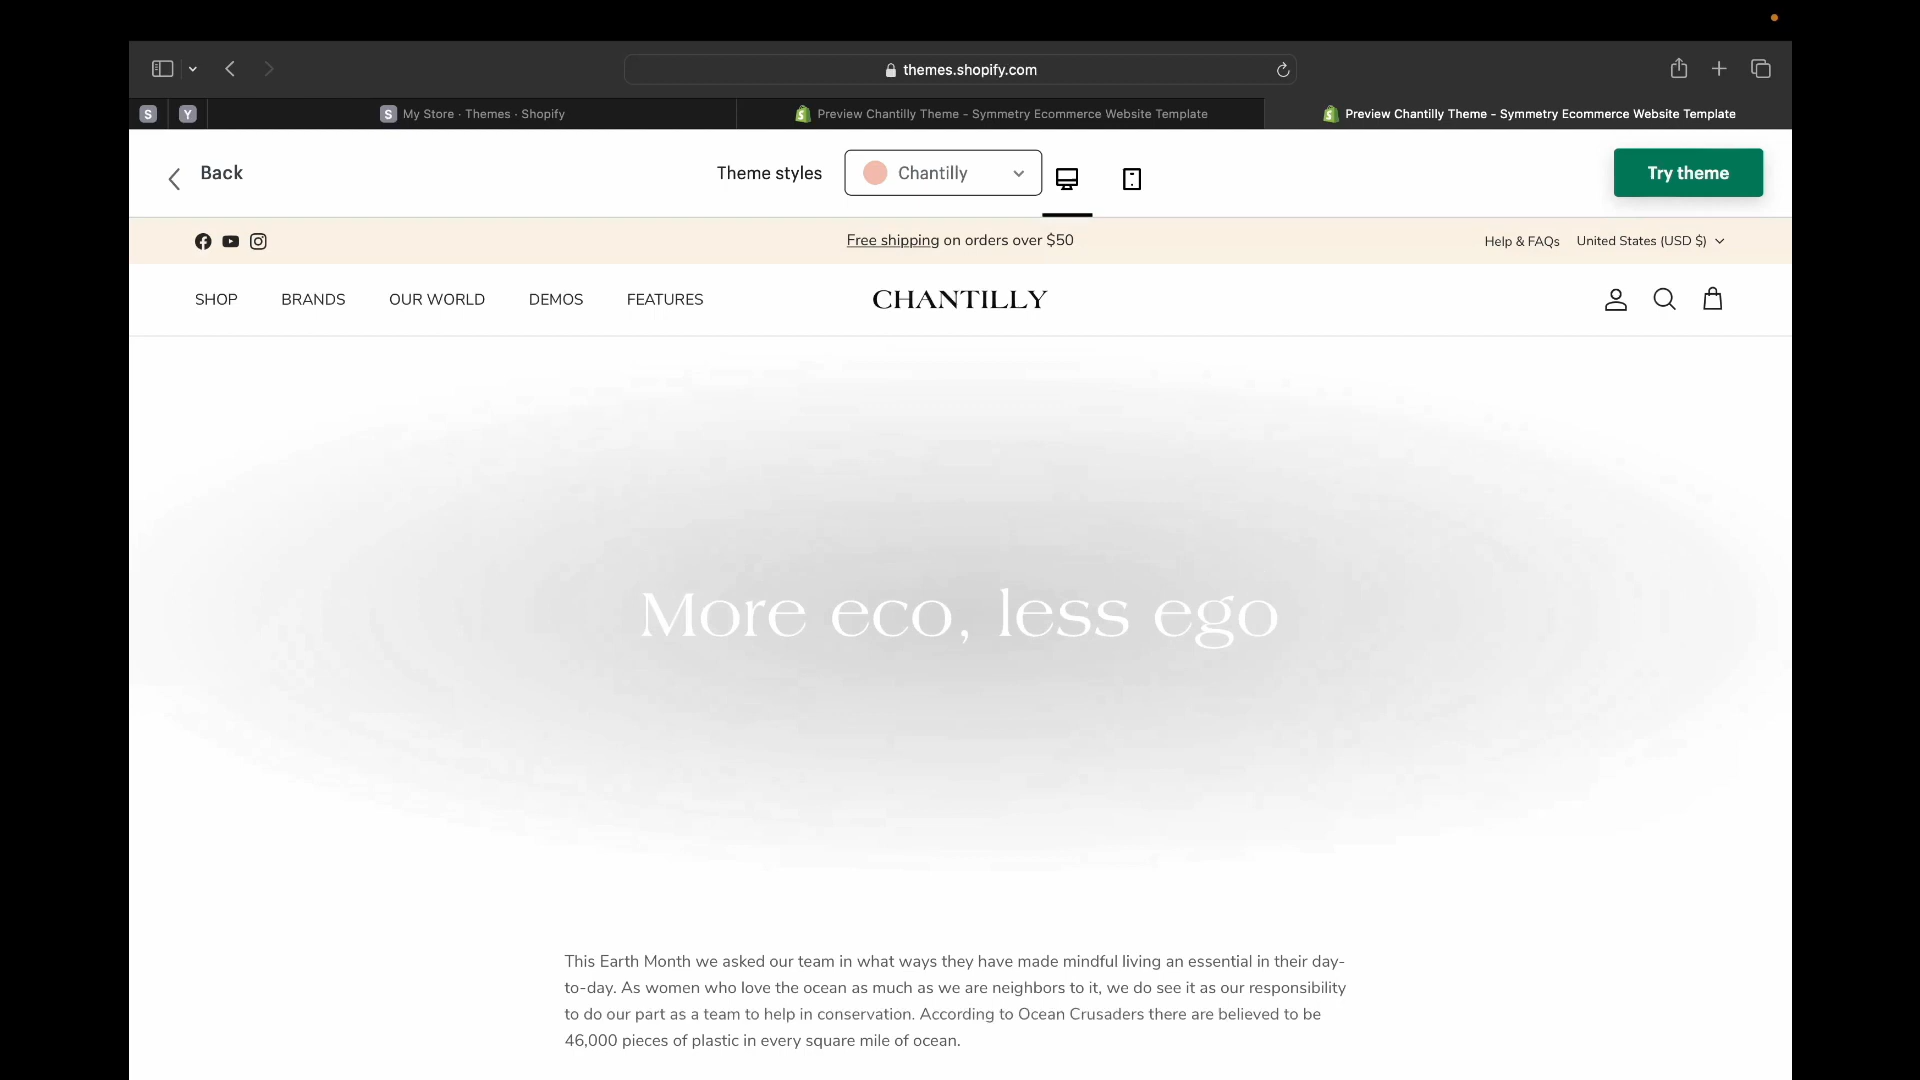 themes.shopify.com
S
Y
S My Store · Themes · Shopify
Preview Chantilly Theme - Symmetry Ecommerce Website Template
Preview Chantilly Theme - Symmetry Ecommerce Website Template
Back
Theme styles
Chantilly
Try theme
Free shipping on orders over $50
Help & FAQs
United States (USD $)
SHOP
BRANDS
OUR WORLD
DEMOS
FEATURES
CHANTILLY
More eco, less ego
This Earth Month we asked our team in what ways they have made mindful living an essential in their day-
to-day. As women who love the ocean as much as we are neighbors to it, we do see it as our responsibility
to do our part as a team to help in conservation. According to Ocean Crusaders there are believed to be
46,000 pieces of plastic in every square mile of ocean.